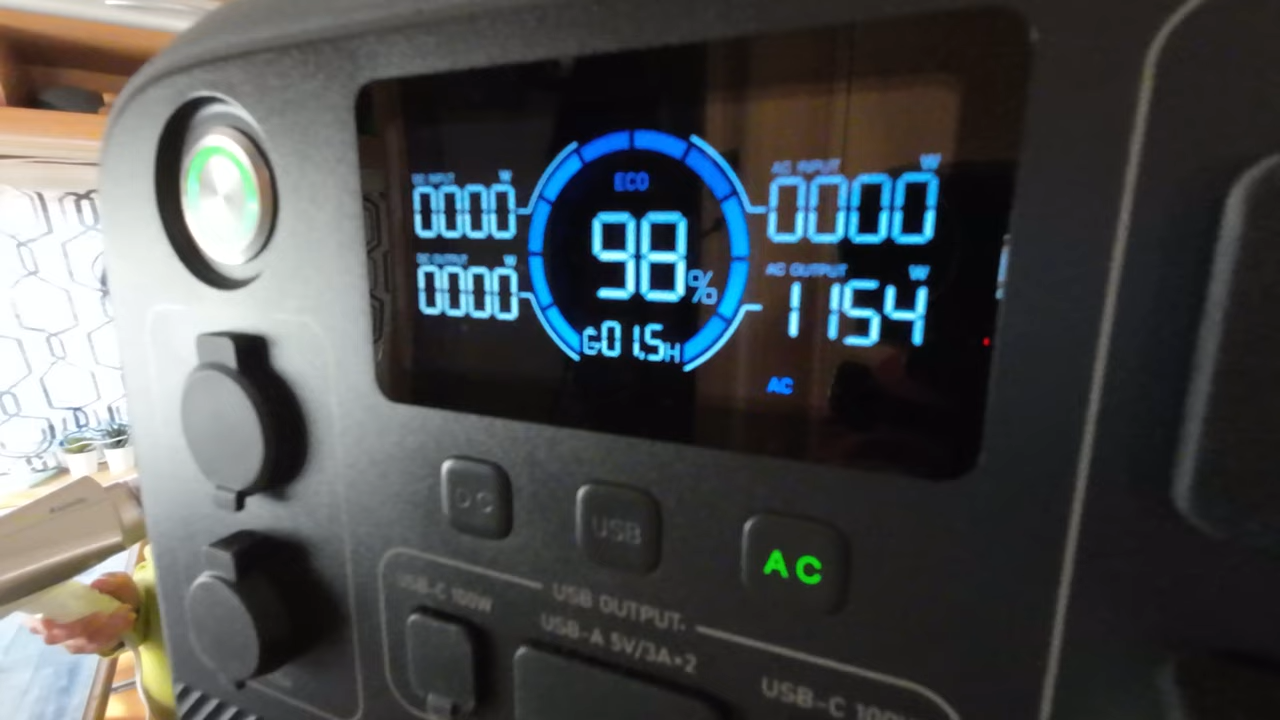 DC INPUT W
0000
DC OUTPUT W
0000
ECO
98%
01.5H
AC INPUT W
0000
AC OUTPUT W
1154
AC
DC
USB
AC
USB OUTPUT
USB-C 100W
USB-A 5V/3A×2
USB-C 100W